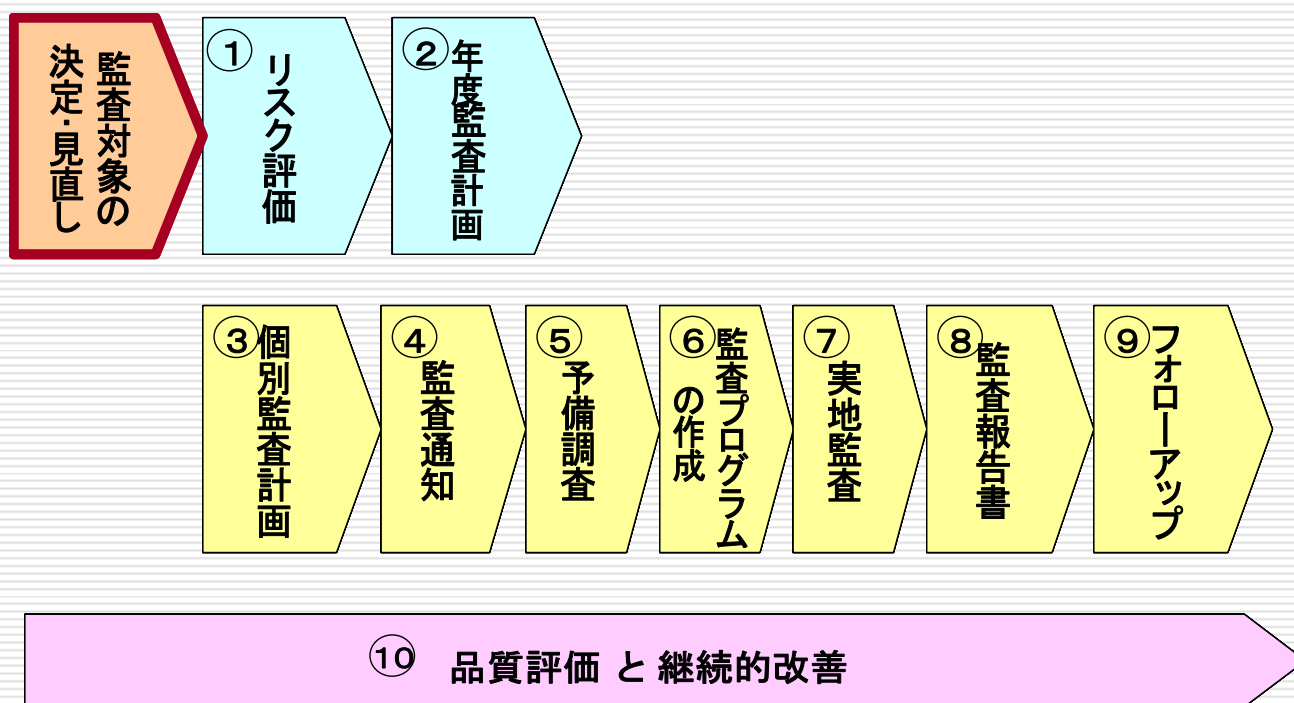 監査対象の
決定・見直し
①
リスク評価
②
年度監査計画
③
個別監査計画
④
監査通知
⑤
予備調査
⑥
監査プログラム
の作成
⑦
実地監査
⑧
監査報告書
⑨
フォローアップ
⑩ 品質評価 と 継続的改善